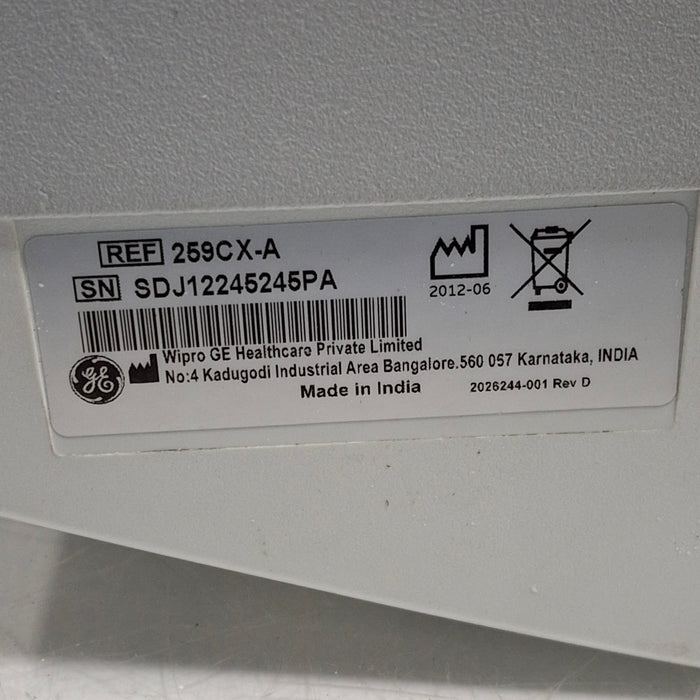 REF 259CX-A
SN SDJ12245245PA
2012-06
Wipro GE Healthcare Private Limited
No:4 Kadugodi Industrial Area Bangalore.560 057 Karnataka, INDIA
GE
Made in India
2026244-001 Rev D